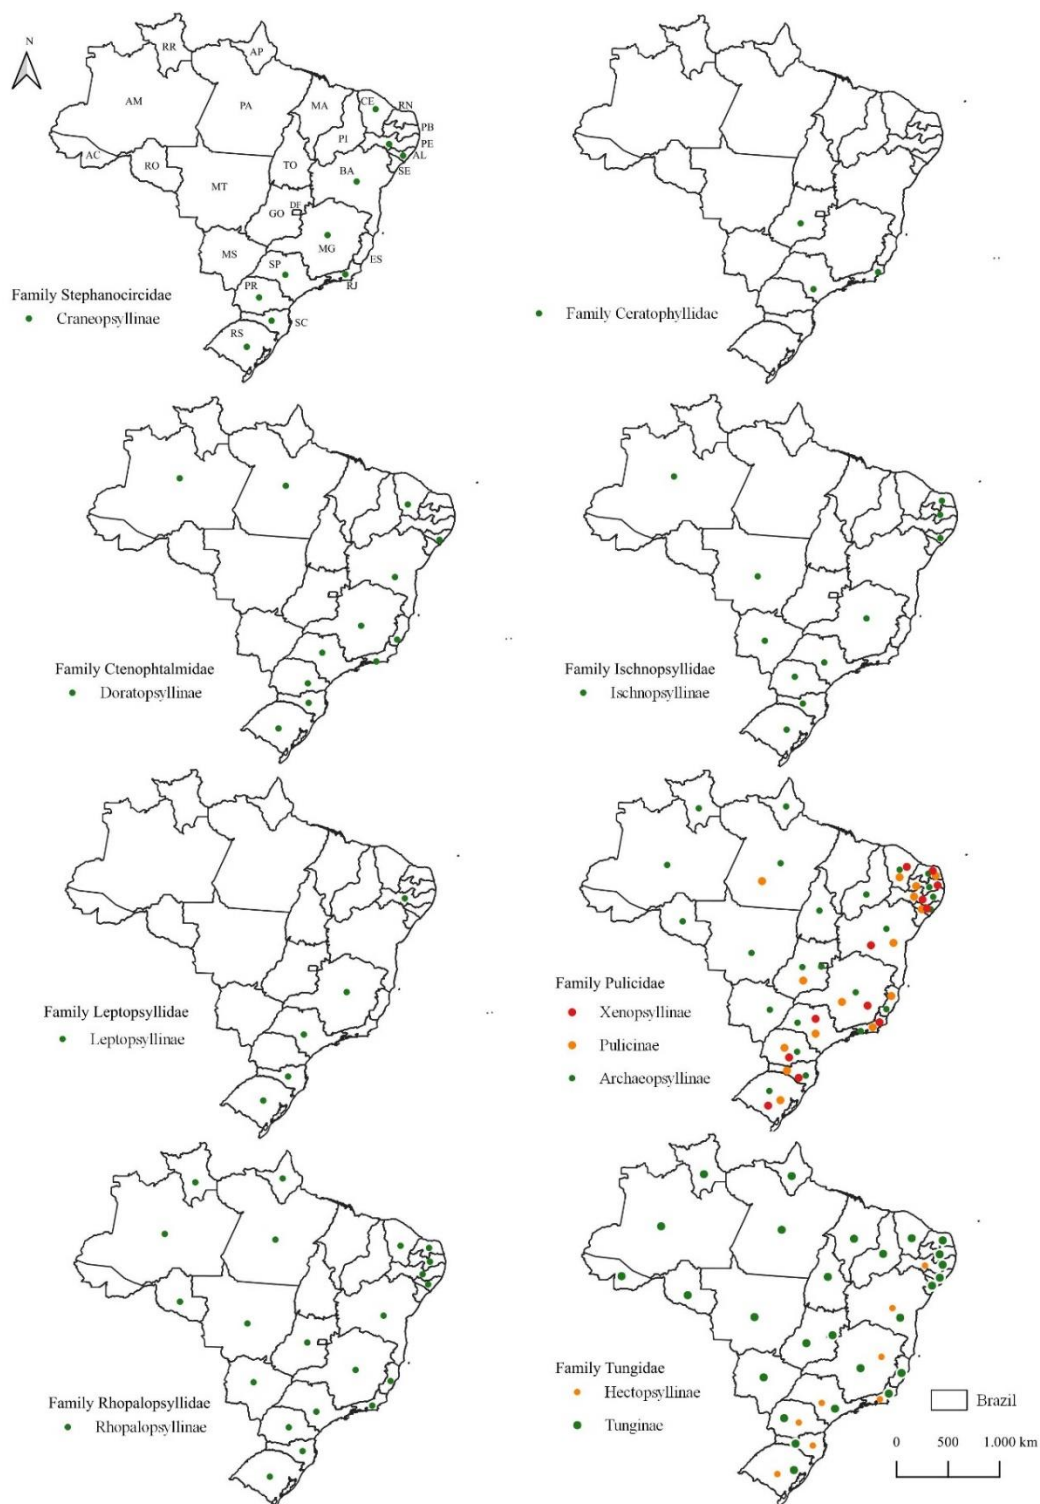 N
RR
AP
AM
PA
MA
CE
RN
PB
PI
PE
AC
AL
TO
SE
RO
BA
MT
DF
GO
MG
MS
ES
SP
RJ
PR
SC
RS
Family Stephanocircidae
Craneopsyllinae
Family Ceratophyllidae
Family Ctenophtalmidae
Doratopsyllinae
Family Ischnopsyllidae
Ischnopsyllinae
Family Leptopsyllidae
Leptopsyllinae
Family Pulicidae
Xenopsyllinae
Pulicinae
Archaeopsyllinae
Family Rhopalopsyllidae
Rhopalopsyllinae
Family Tungidae
Hectopsyllinae
Tunginae
Brazil
0 500 1.000 km